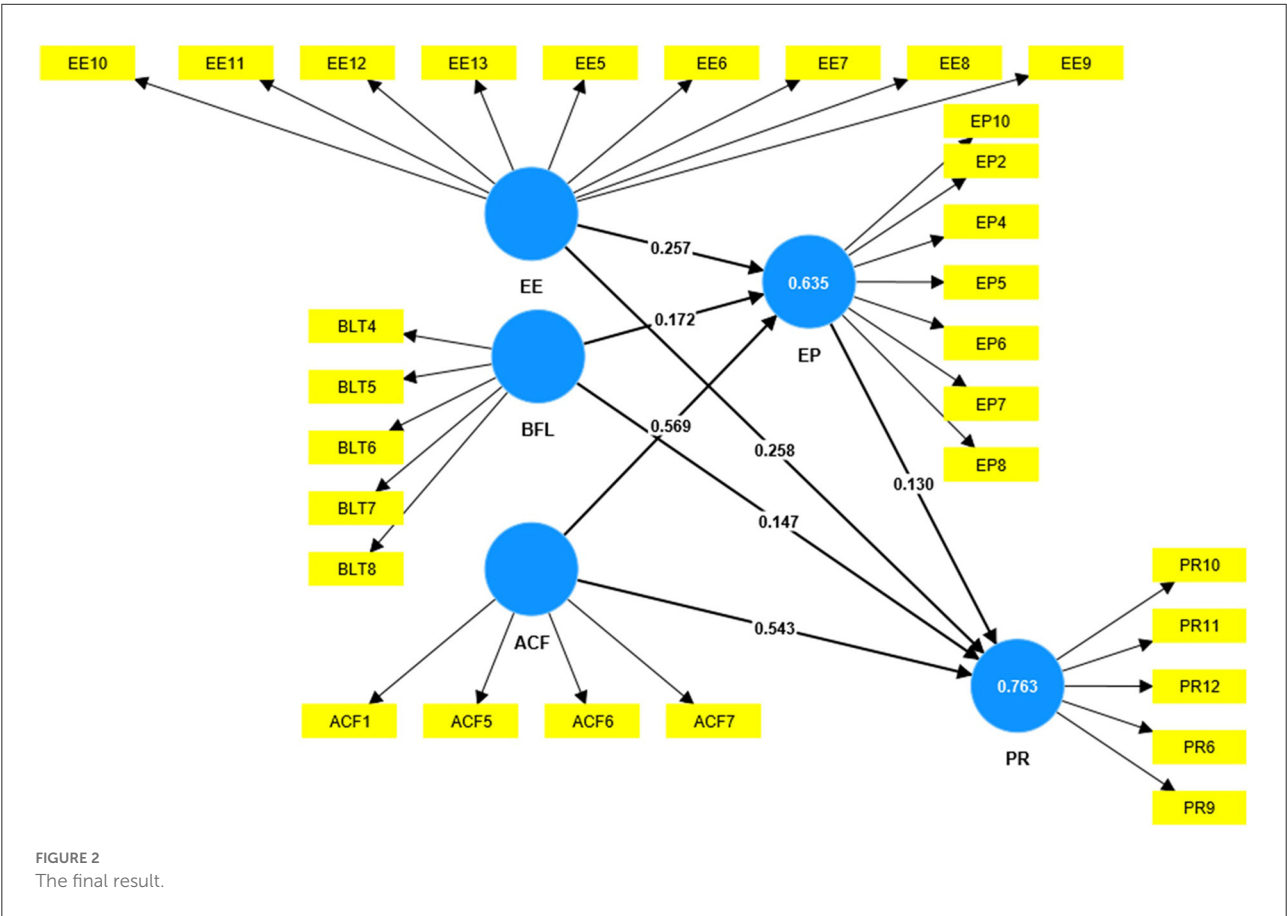 EE10 EE11 EE12 EE13 EE5 EE6 EE7 EE8 EE9
EP10
EP2
EP4
EP5
EP6
EP7
EP8
0.257
EE
0.635
EP
BLT4
BLT5
BLT6
BLT7
BLT8
0.172
BFL
0.569
0.258
0.130
0.147
ACF
0.543
ACF1 ACF5 ACF6 ACF7
PR10
PR11
PR12
PR6
PR9
0.763
PR
FIGURE 2
The final result.